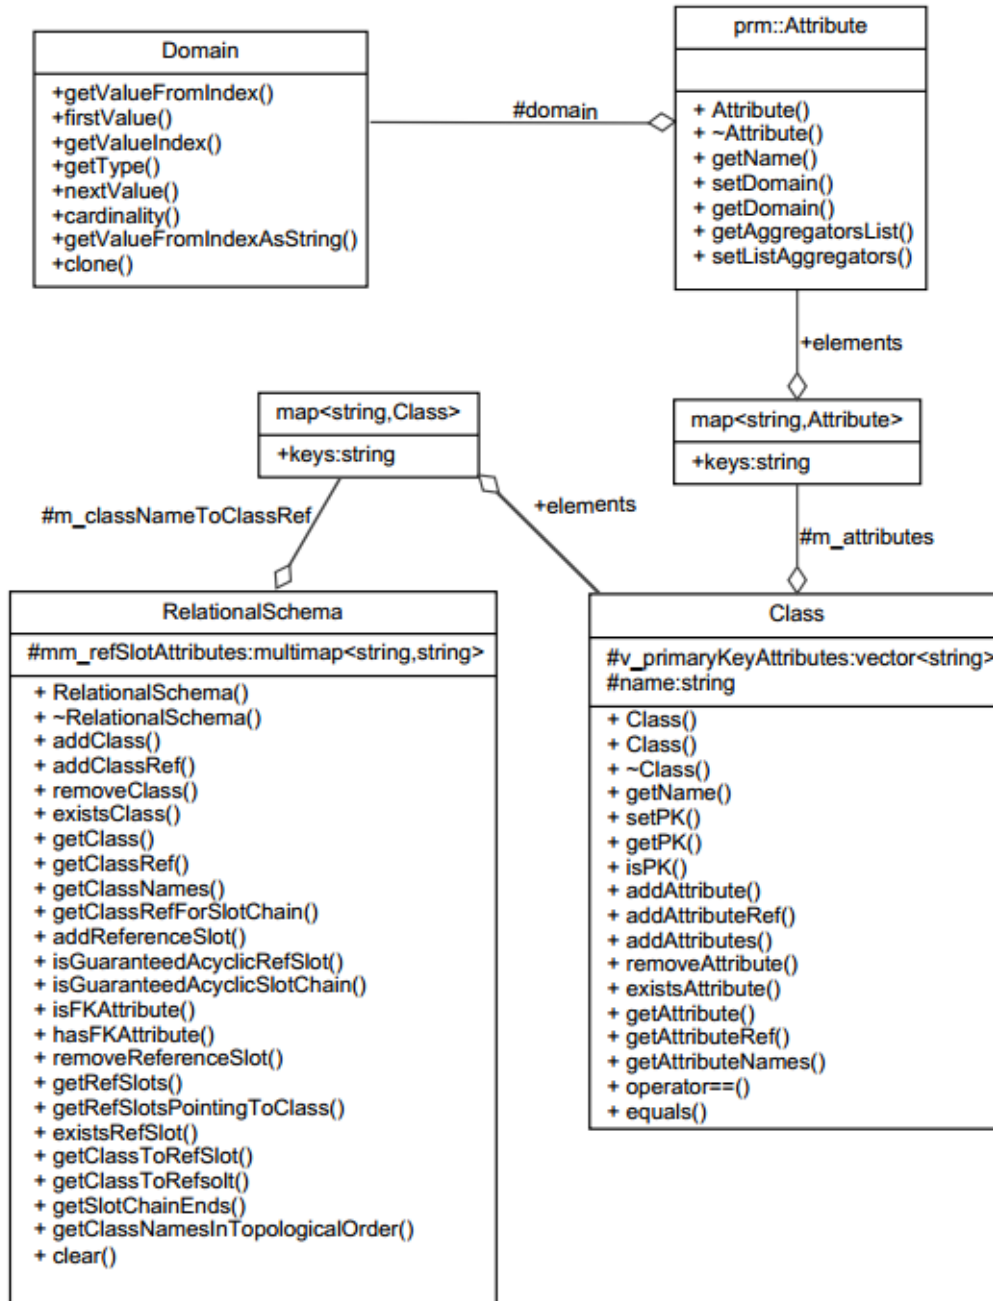 Domain
+getValueFromIndex()
+firstValue()
+getValueIndex()
+getType()
+nextValue()
+cardinality()
+getValueFromIndexAsString()
+clone()
#domain
prm::Attribute
+ Attribute()
+ ~Attribute()
+ getName()
+ setDomain()
+ getDomain()
+ getAggregatorsList()
+ setListAggregators()
+elements
map<string,Class>
+keys:string
map<string,Attribute>
+keys:string
#m_classNameToClassRef
+elements
#m_attributes
RelationalSchema
#mm_refSlotAttributes:multimap<string,string>
+ RelationalSchema()
+ ~RelationalSchema()
+ addClass()
+ addClassRef()
+ removeClass()
+ existsClass()
+ getClass()
+ getClassRef()
+ getClassNames()
+ getClassRefForSlotChain()
+ addReferenceSlot()
+ isGuaranteedAcyclicRefSlot()
+ isGuaranteedAcyclicSlotChain()
+ isFKAttribute()
+ hasFKAttribute()
+ removeReferenceSlot()
+ getRefSlots()
+ getRefSlotsPointingToClass()
+ existsRefSlot()
+ getClassToRefSlot()
+ getClassToRefsolt()
+ getSlotChainEnds()
+ getClassNamesInTopologicalOrder()
+ clear()
Class
#v_primaryKeyAttributes:vector<string>
#name:string
+ Class()
+ Class()
+ ~Class()
+ getName()
+ setPK()
+ getPK()
+ isPK()
+ addAttribute()
+ addAttributeRef()
+ addAttributes()
+ removeAttribute()
+ existsAttribute()
+ getAttribute()
+ getAttributeRef()
+ getAttributeNames()
+ operator==()
+ equals()